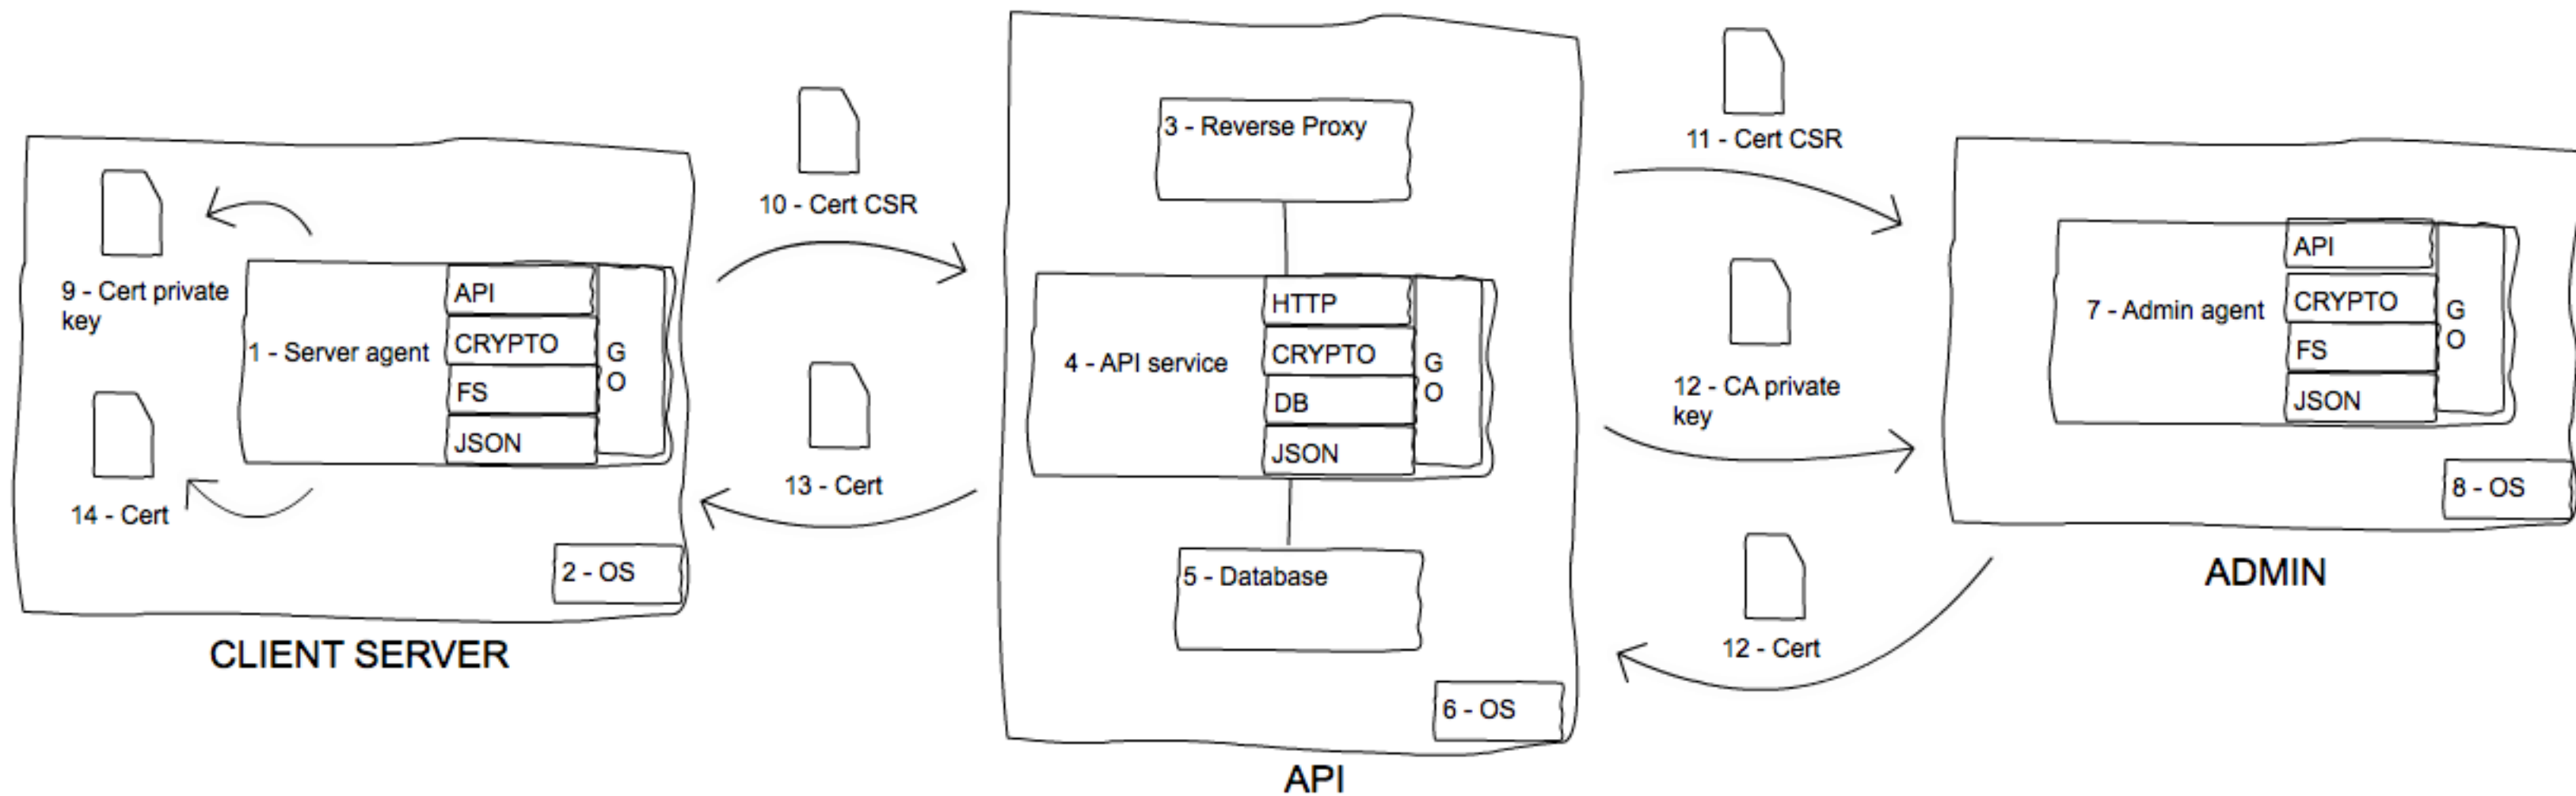 9 - Cert private
key
1 - Server agent
API
CRYPTO
FS
JSON
G
O
14 - Cert
2 - OS
CLIENT SERVER
10 - Cert CSR
13 - Cert
3 - Reverse Proxy
4 - API service
HTTP
CRYPTO
DB
JSON
G
O
5 - Database
6 - OS
API
11 - Cert CSR
12 - CA private
key
12 - Cert
7 - Admin agent
API
CRYPTO
FS
JSON
G
O
8 - OS
ADMIN